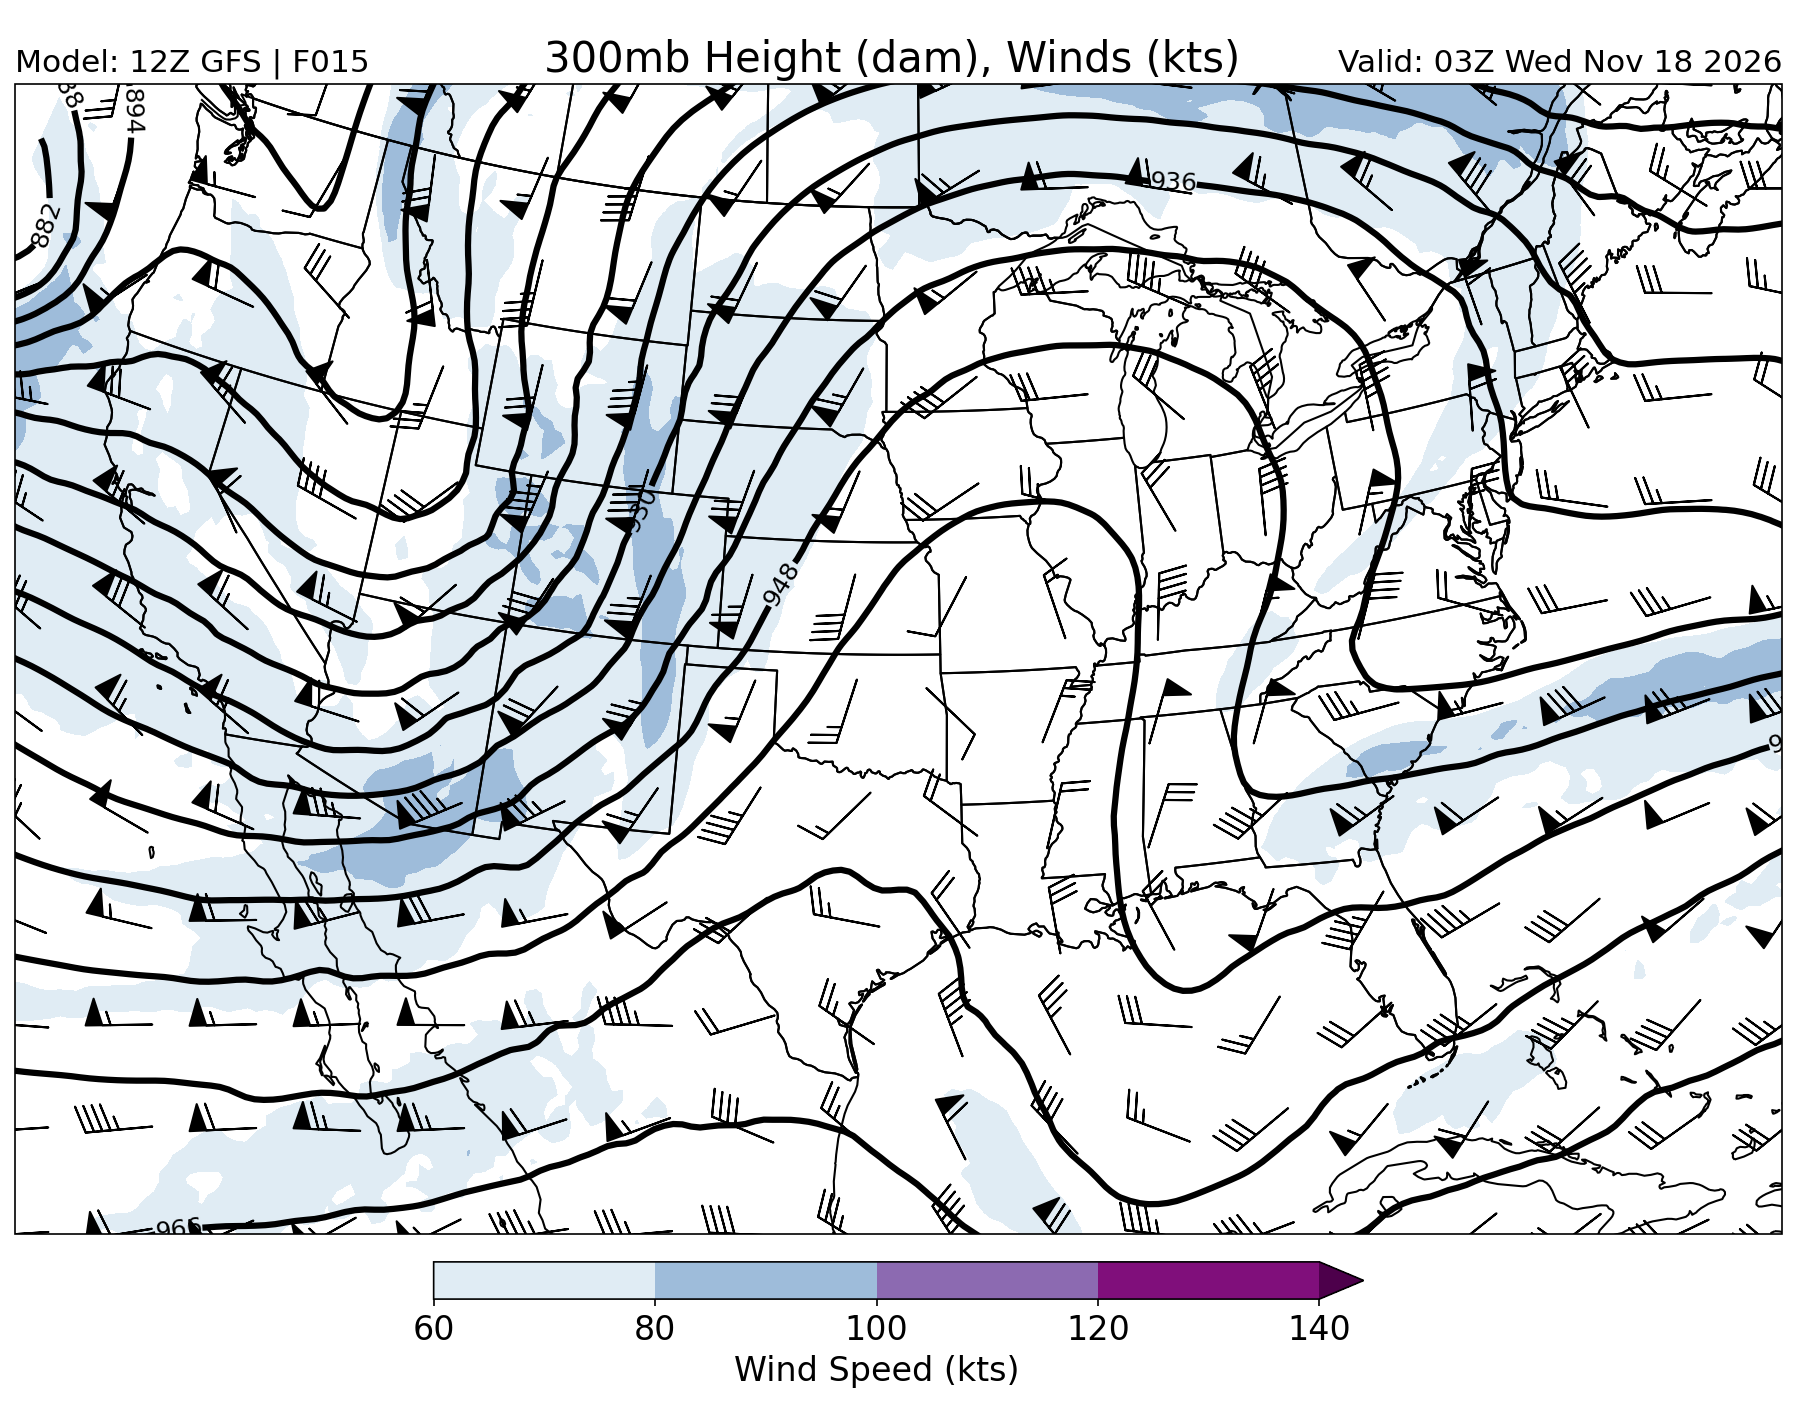 Model: 12Z GFS | F015
300mb Height (dam), Winds (kts)
Valid: 03Z Wed Nov 18 2026
894
882
936
930
948
966
60 80 100 120 140
Wind Speed (kts)